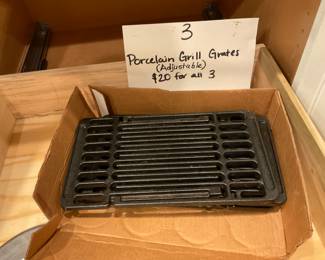 3
Porcelain Grill Grates
(Adjustable)
$20 for all 3